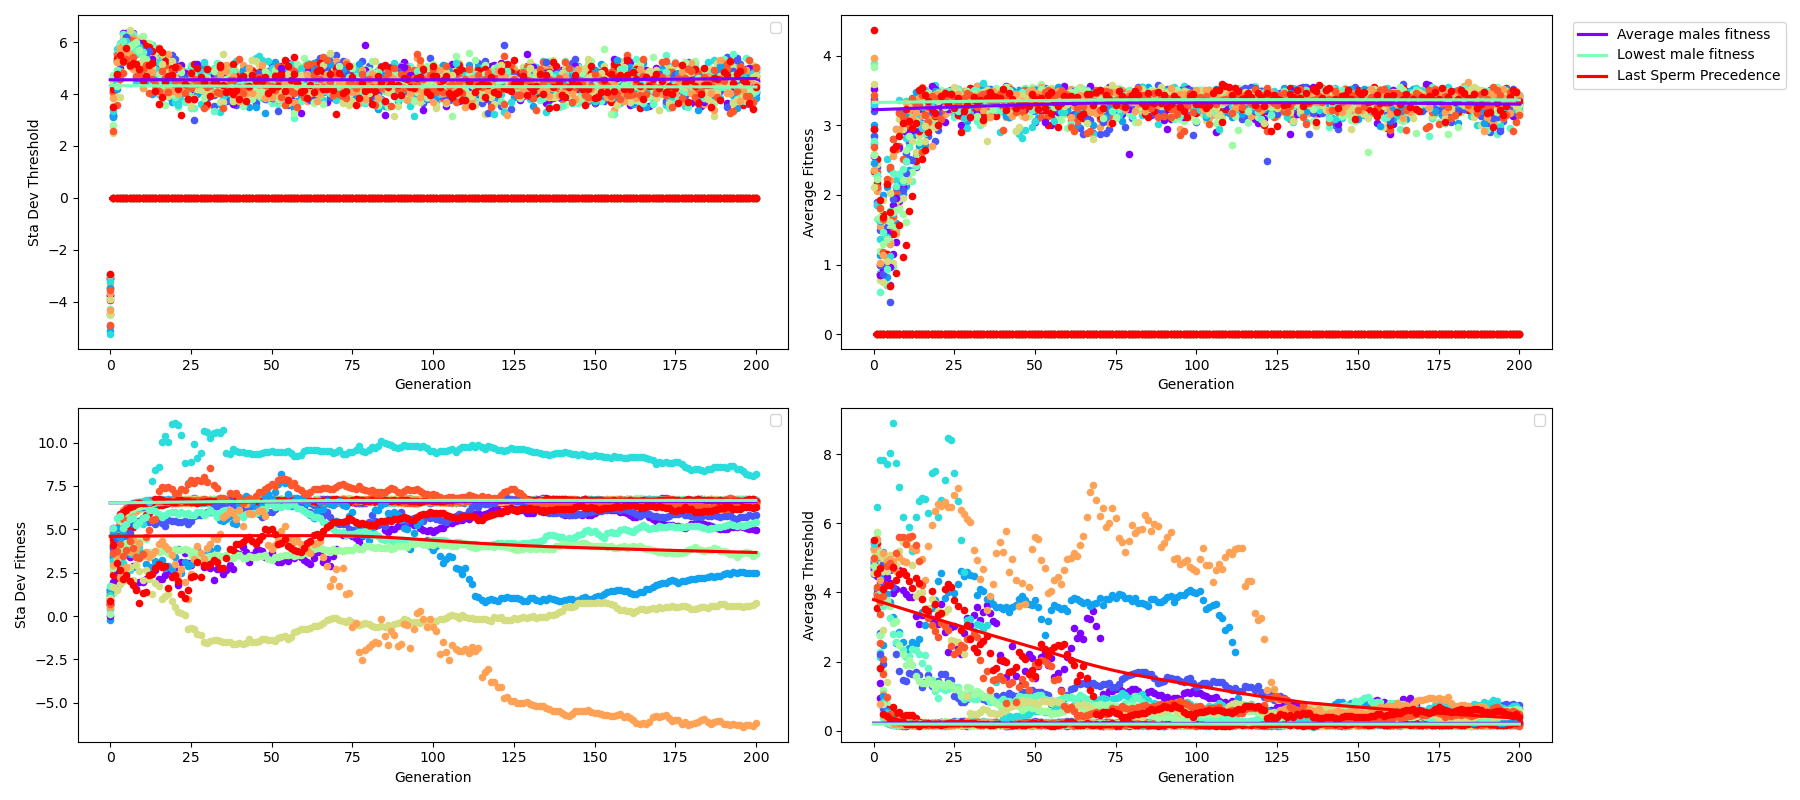 Sta Dev Threshold
6
4
2
0
−2
−4
0 25 50 75 100 125 150 175 200
Generation
Average Fitness
4
3
2
1
0
0 25 50 75 100 125 150 175 200
Generation
Average males fitness
Lowest male fitness
Last Sperm Precedence
Sta Dev Fitness
10.0
7.5
5.0
2.5
0.0
−2.5
−5.0
0 25 50 75 100 125 150 175 200
Generation
Average Threshold
8
6
4
2
0
0 25 50 75 100 125 150 175 200
Generation